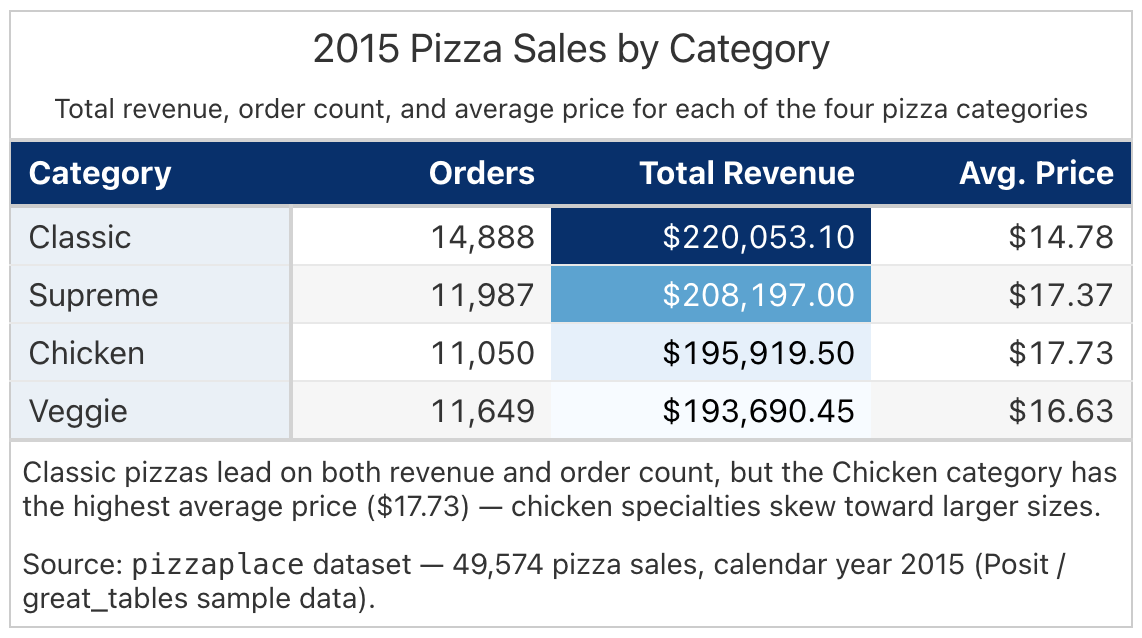 2015 Pizza Sales by Category
Total revenue, order count, and average price for each of the four pizza categories
Category Orders Total Revenue Avg. Price
Classic 14,888 $220,053.10 $14.78
Supreme 11,987 $208,197.00 $17.37
Chicken 11,050 $195,919.50 $17.73
Veggie 11,649 $193,690.45 $16.63
Classic pizzas lead on both revenue and order count, but the Chicken category has
the highest average price ($17.73) — chicken specialties skew toward larger sizes.
Source: pizzaplace dataset — 49,574 pizza sales, calendar year 2015 (Posit /
great_tables sample data).